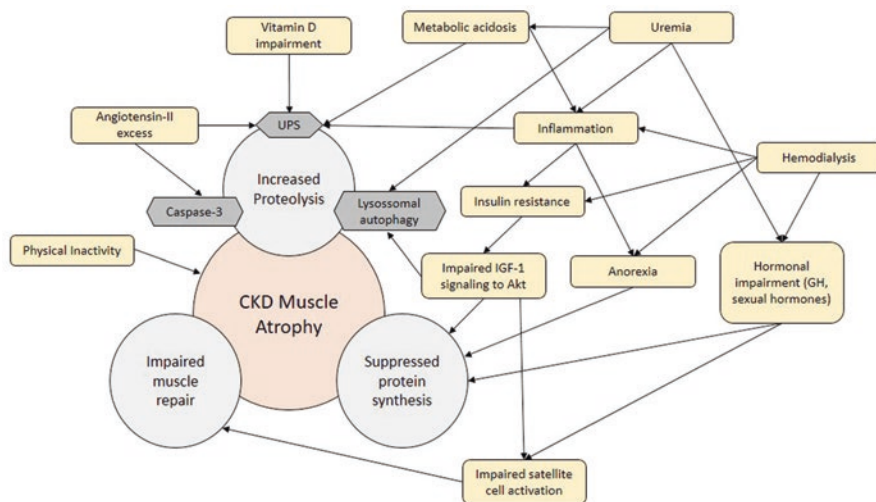 Vitamin D
impairment
Metabolic acidosis
Uremia
Angiotensin-II
excess
UPS
Inflammation
Hemodialysis
Increased
Proteolysis
Caspase-3
Lysossomal
autophagy
Insulin resistance
Physical Inactivity
Impaired IGF-1
signaling to Akt
Anorexia
Hormonal
impairment (GH,
sexual hormones)
CKD Muscle
Atrophy
Impaired
muscle
repair
Suppressed
protein
synthesis
Impaired satellite
cell activation